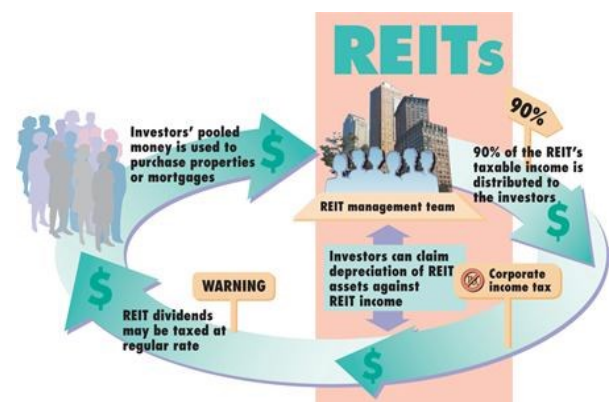 REITs
Investors' pooled
money is used to
purchase properties
or mortgages
$
REIT management team
90%
90% of the REIT's
taxable income is
distributed to
the investors
$
Investors can claim
depreciation of REIT
assets against
REIT income
Corporate
income tax
$
WARNING
REIT dividends
may be taxed at
regular rate
$